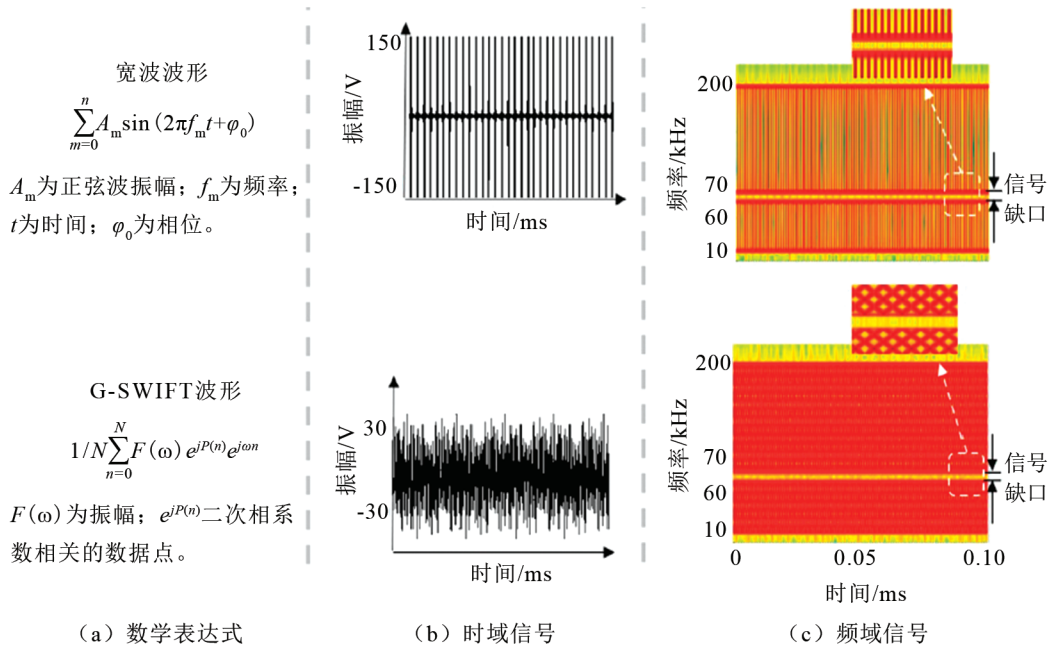 宽波波形
n
∑ Aₘsin (2πfₘt+φ₀)
m=0
Aₘ为正弦波振幅；fₘ为频率；
t为时间；φ₀为相位。
150
振幅/V
-150
时间/ms
200
频率/kHz
70
60
10
信号
缺口
G-SWIFT波形
N
1/N∑ F(ω) e^{jP(n)} e^{jωn}
n=0
F(ω)为振幅；e^{jP(n)}二次相系
数相关的数据点。
30
振幅/V
-30
时间/ms
200
频率/kHz
70
60
10
信号
缺口
0 0.05 0.10
时间/ms
（a）数学表达式
（b）时域信号
（c）频域信号